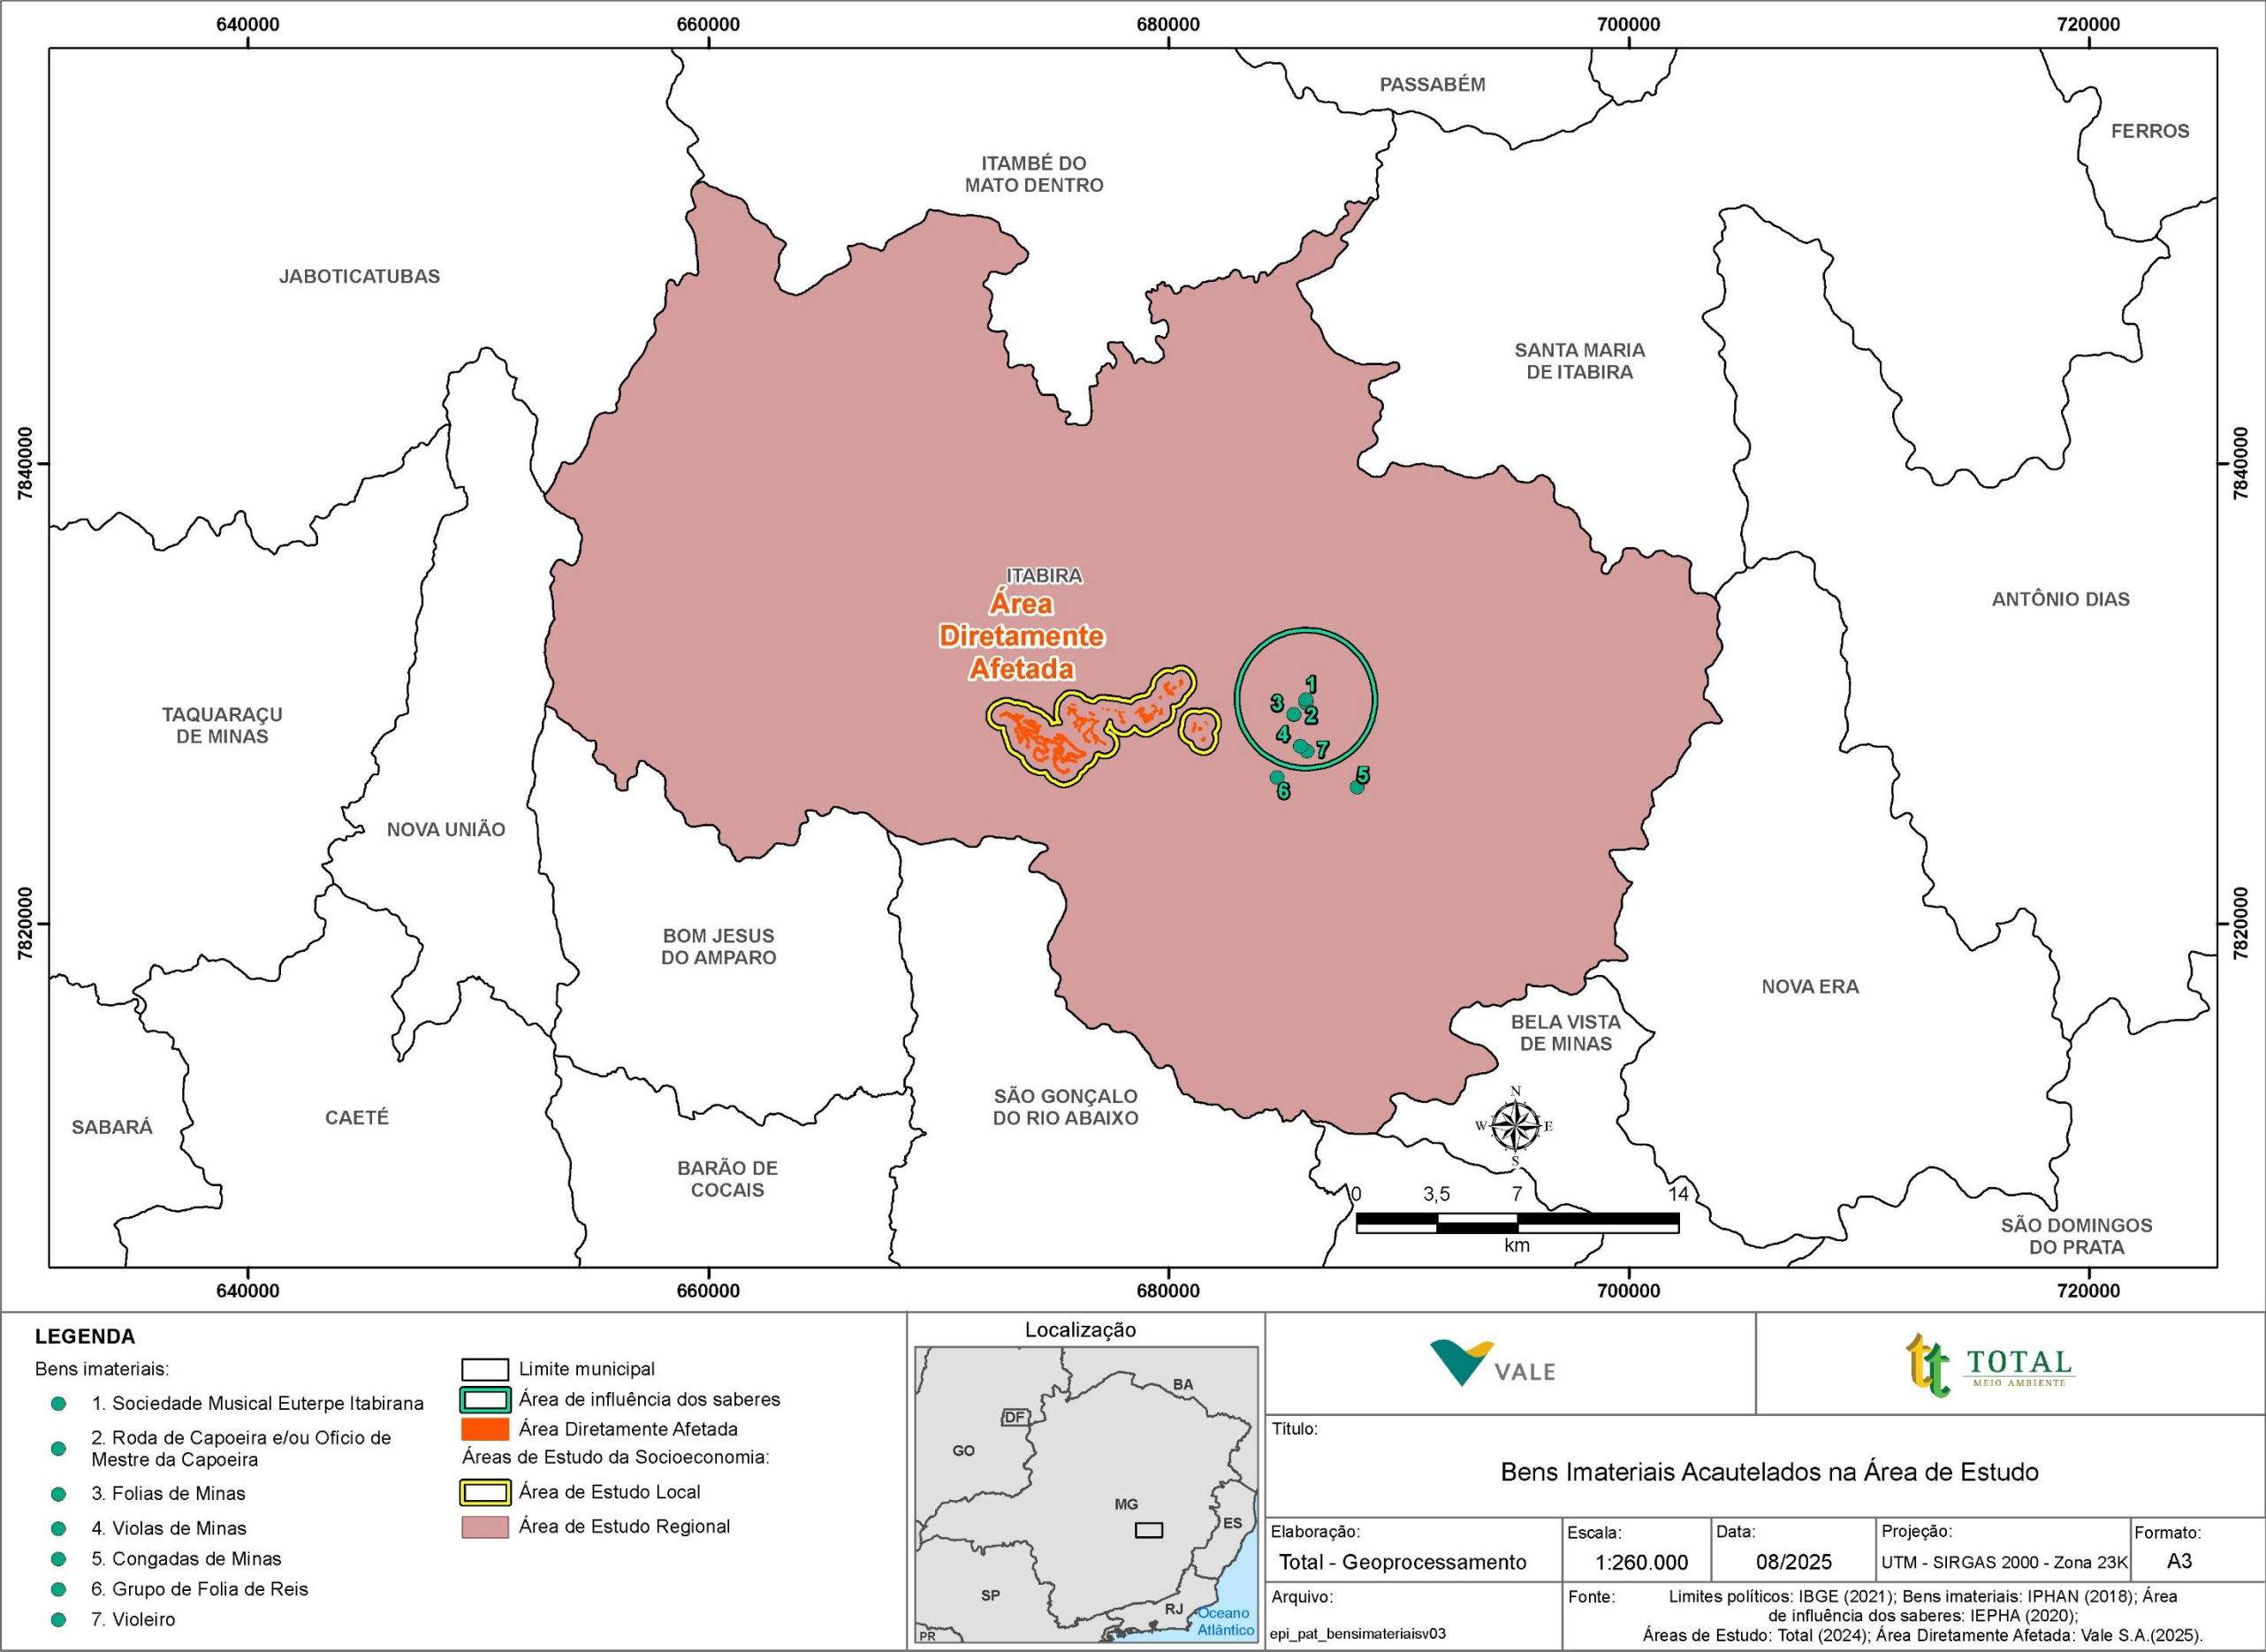 640000
660000
680000
700000
720000
PASSABÉM
FERROS
ITAMBÉ DO
MATO DENTRO
JABOTICATUBAS
SANTA MARIA
DE ITABIRA
7840000
7840000
ITABIRA
Área
Diretamente
Afetada
ANTÔNIO DIAS
TAQUARAÇU
DE MINAS
1
3
2
4
7
5
6
NOVA UNIÃO
7820000
7820000
BOM JESUS
DO AMPARO
NOVA ERA
BELA VISTA
DE MINAS
SÃO GONÇALO
DO RIO ABAIXO
SABARÁ
CAETÉ
N
W
E
S
BARÃO DE
COCAIS
0
3,5
7
14
km
SÃO DOMINGOS
DO PRATA
640000
660000
680000
700000
720000
LEGENDA
Bens imateriais:
1. Sociedade Musical Euterpe Itabirana
2. Roda de Capoeira e/ou Ofício de
Mestre da Capoeira
3. Folias de Minas
4. Violas de Minas
5. Congadas de Minas
6. Grupo de Folia de Reis
7. Violeiro
Limite municipal
Área de influência dos saberes
Área Diretamente Afetada
Áreas de Estudo da Socioeconomia:
Área de Estudo Local
Área de Estudo Regional
Localização
BA
DF
GO
MG
ES
SP
RJ
PR
Oceano
Atlântico
VALE
tt TOTAL
MEIO AMBIENTE
Título:
Bens Imateriais Acautelados na Área de Estudo
Elaboração:
Total - Geoprocessamento
Escala:
1:260.000
Data:
08/2025
Projeção:
UTM - SIRGAS 2000 - Zona 23K
Formato:
A3
Arquivo:
epi_pat_bensimateriaisv03
Fonte:
Limites políticos: IBGE (2021); Bens imateriais: IPHAN (2018); Área
de influência dos saberes: IEPHA (2020);
Áreas de Estudo: Total (2024); Área Diretamente Afetada: Vale S.A.(2025).